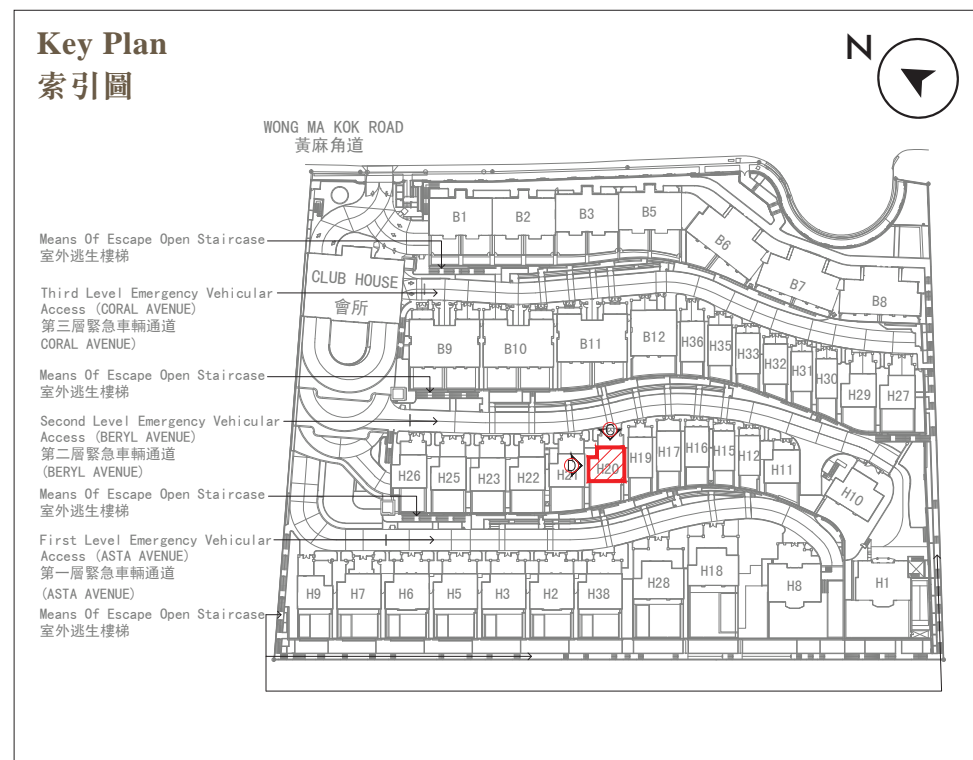 Key Plan
索引圖
N
WONG MA KOK ROAD
黃麻角道
Means Of Escape Open Staircase
室外逃生樓梯
CLUB HOUSE
會所
Third Level Emergency Vehicular
Access (CORAL AVENUE)
第三層緊急車輛通道
CORAL AVENUE)
Means Of Escape Open Staircase
室外逃生樓梯
Second Level Emergency Vehicular
Access (BERYL AVENUE)
第二層緊急車輛通道
(BERYL AVENUE)
Means Of Escape Open Staircase
室外逃生樓梯
First Level Emergency Vehicular
Access (ASTA AVENUE)
第一層緊急車輛通道
(ASTA AVENUE)
Means Of Escape Open Staircase
室外逃生樓梯
B1 B2 B3 B5
B6
B7
B8
B9 B10 B11 B12 H36 H35 H33 H32 H31 H30 H29 H27
H26 H25 H23 H22 H21 D H20 H19 H17 H16 H15 H12 H11
H10
H9 H7 H6 H5 H3 H2 H38 H28 H18 H8 H1